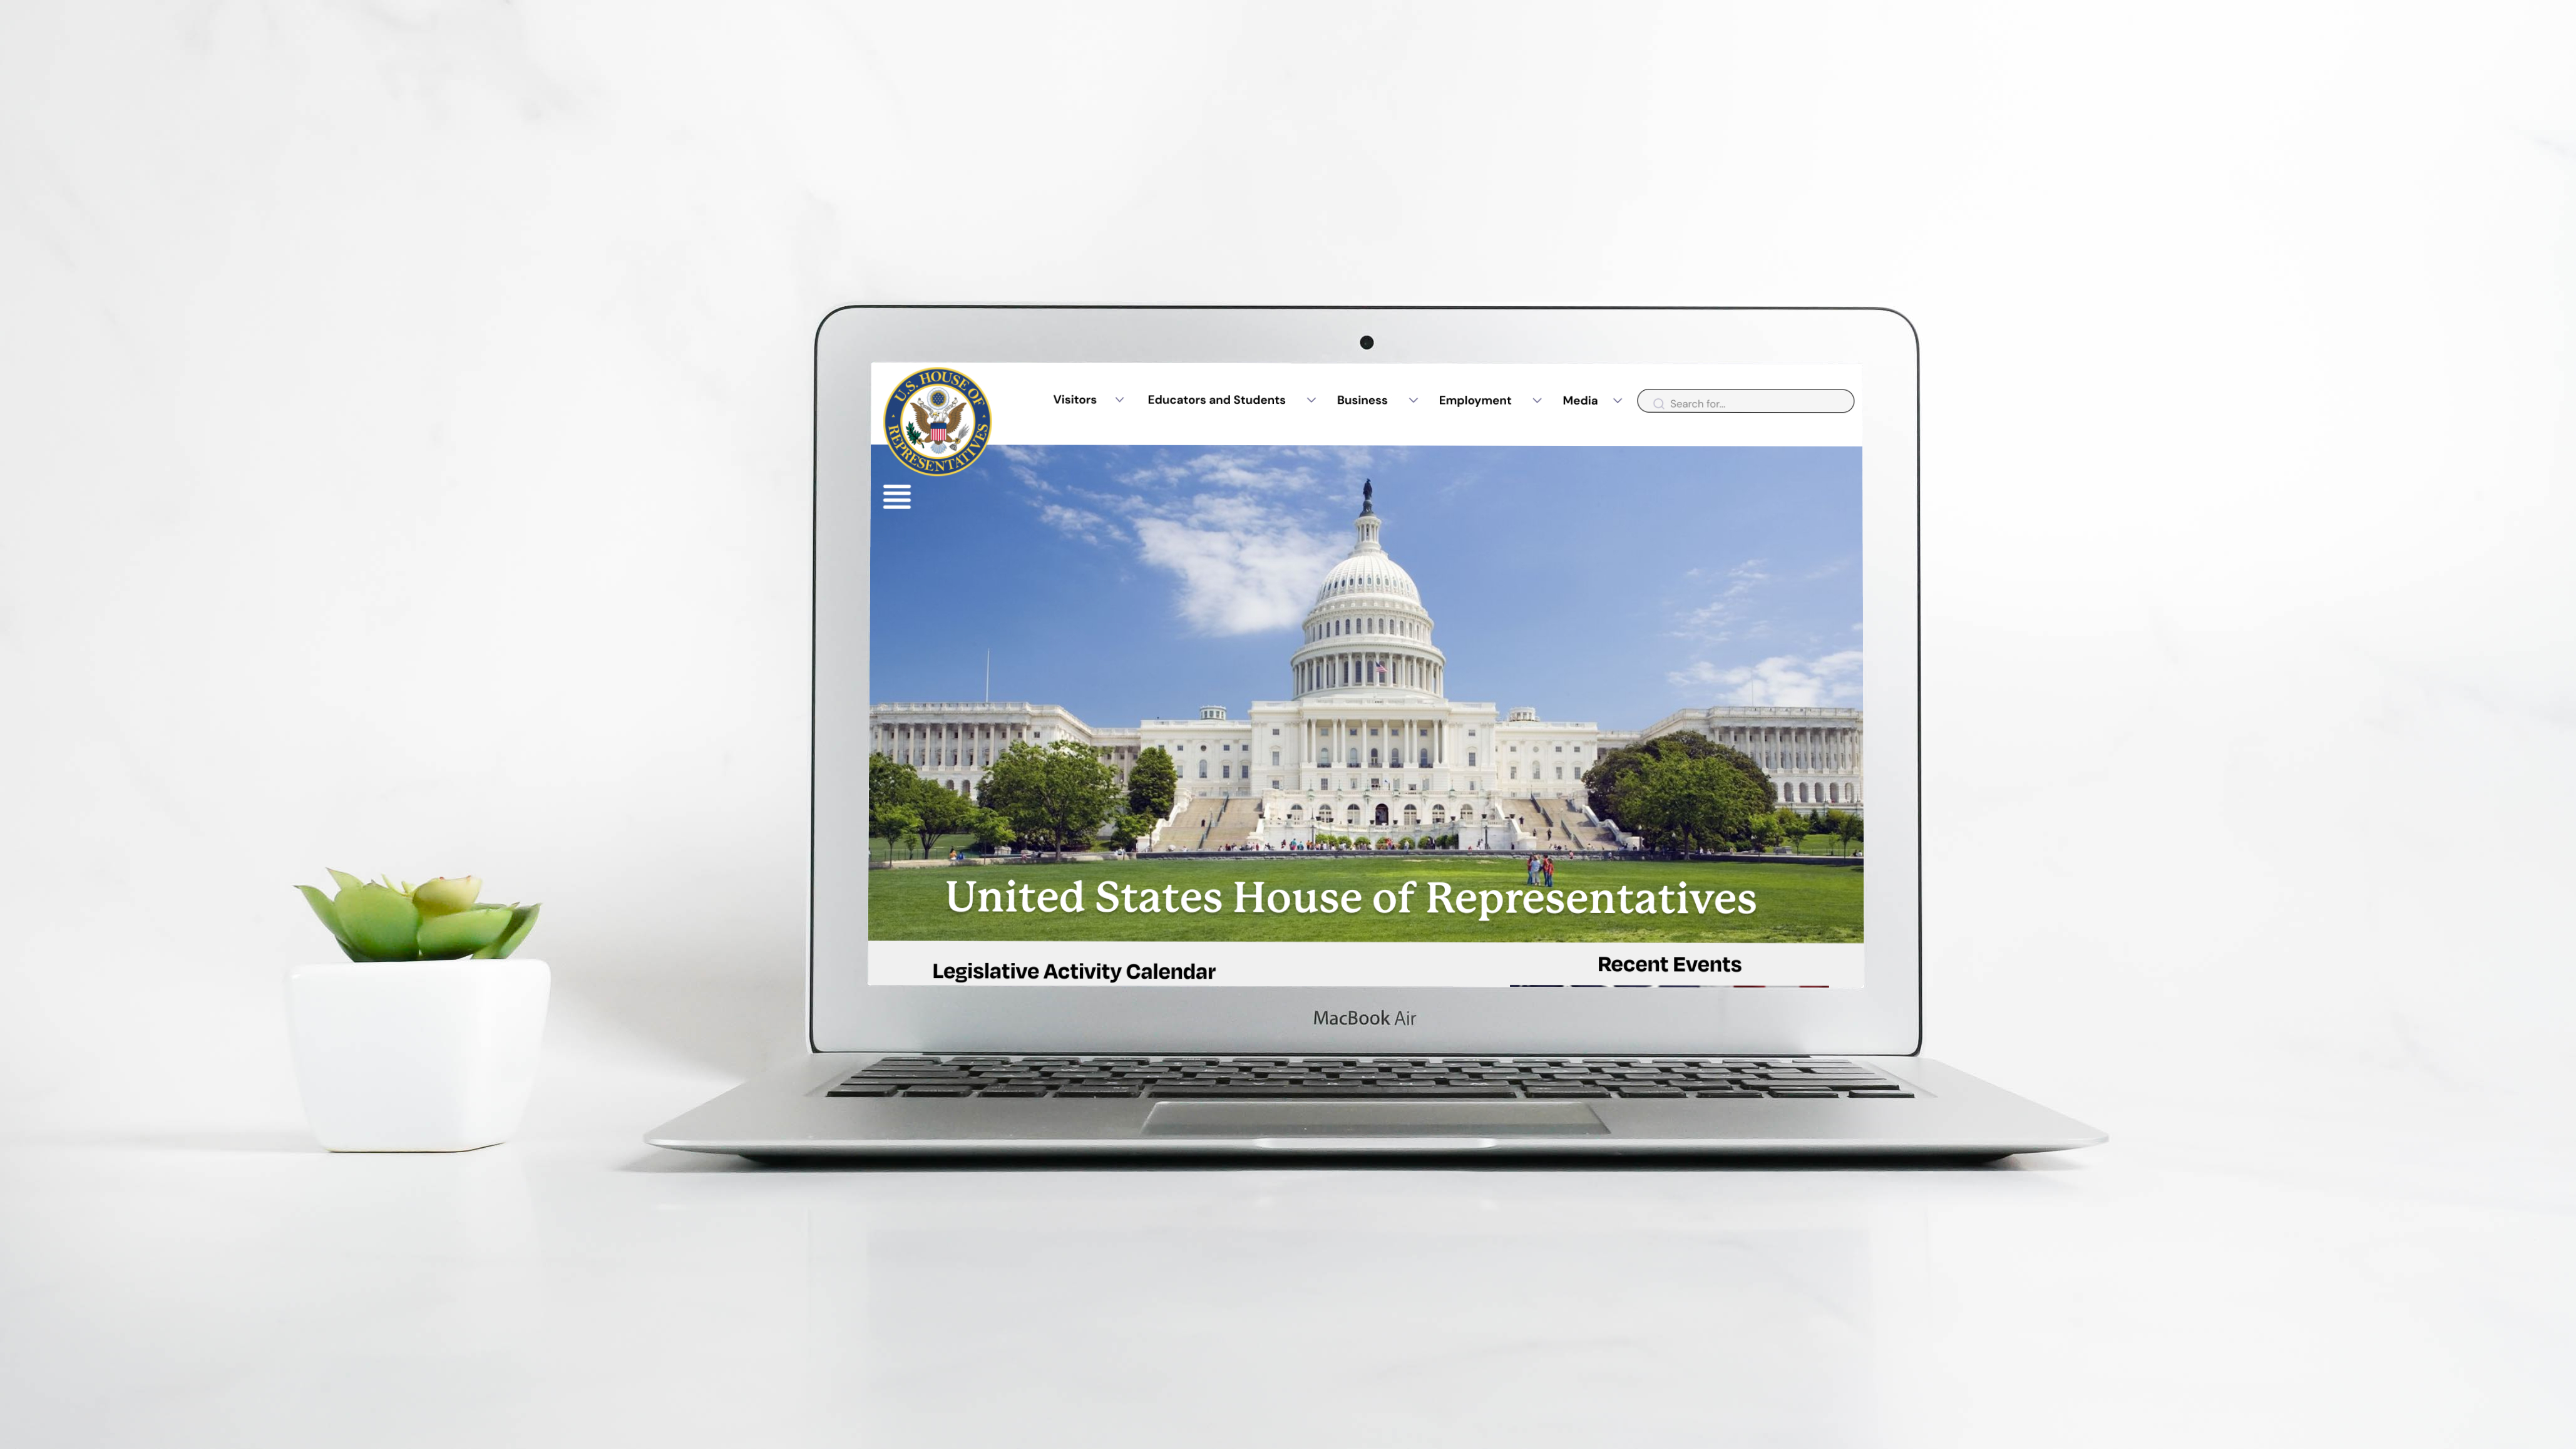 U.S. HOUSE OF
REPRESENTATIVES
Visitors Educators and Students Business Employment Media Search for...
United States House of Representatives
Legislative Activity Calendar
Recent Events
MacBook Air